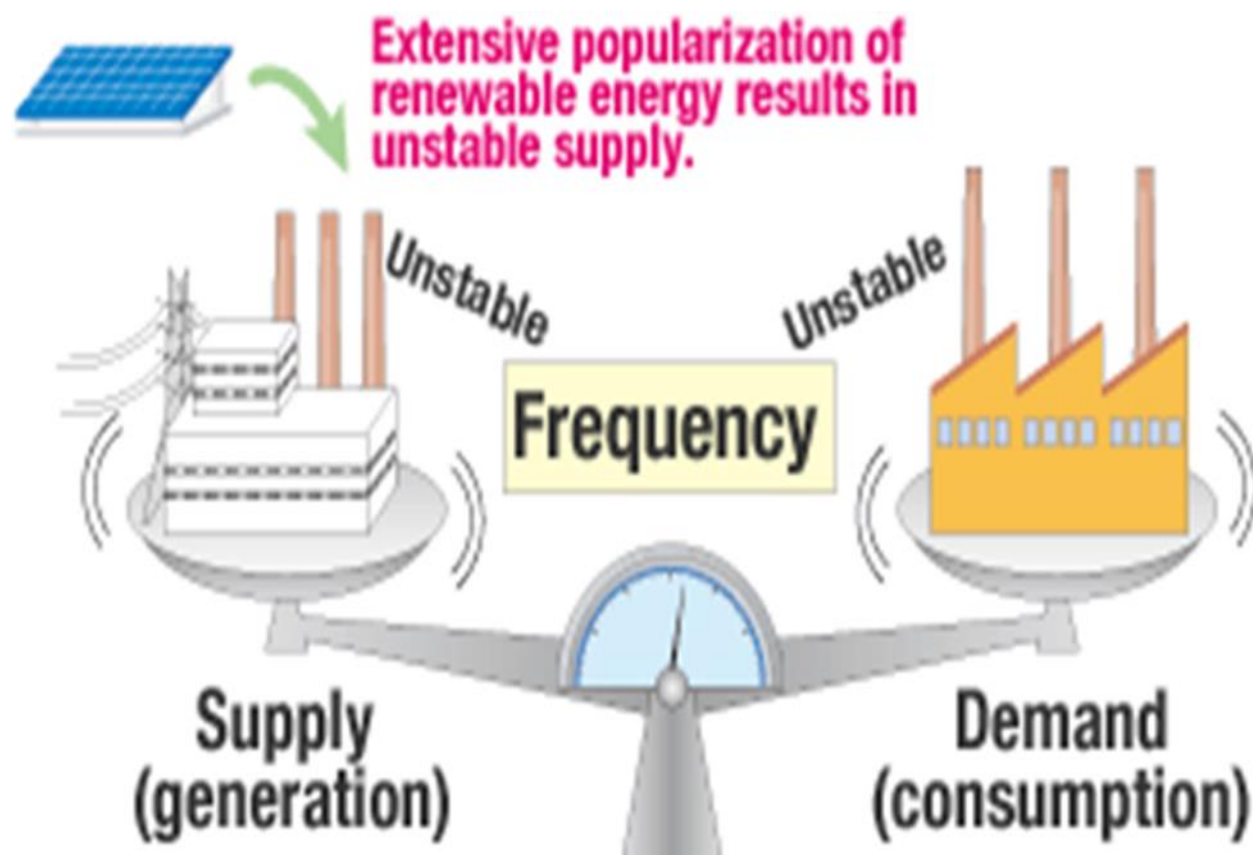 Extensive popularization of
renewable energy results in
unstable supply.
Unstable
Unstable
Frequency
Supply
(generation)
Demand
(consumption)